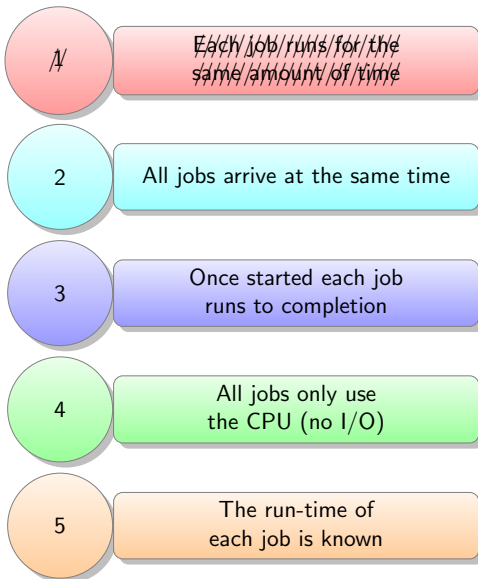 1
Each job runs for the
same amount of time
2
All jobs arrive at the same time
3
Once started each job
runs to completion
4
All jobs only use
the CPU (no I/O)
5
The run-time of
each job is known